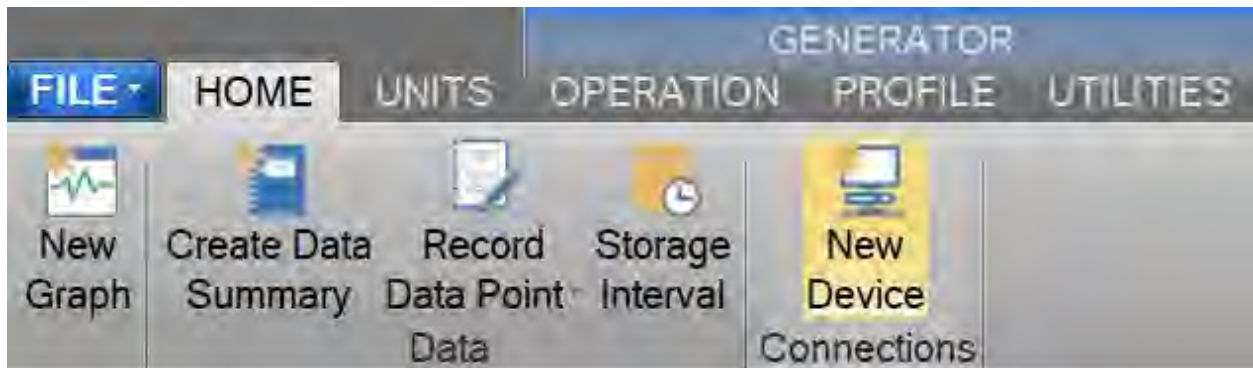 GENERATOR
FILE HOME UNITS OPERATION PROFILE UTILITIES
New Graph
Create Data Summary
Record Data Point
Storage Interval
New Device
Data
Connections